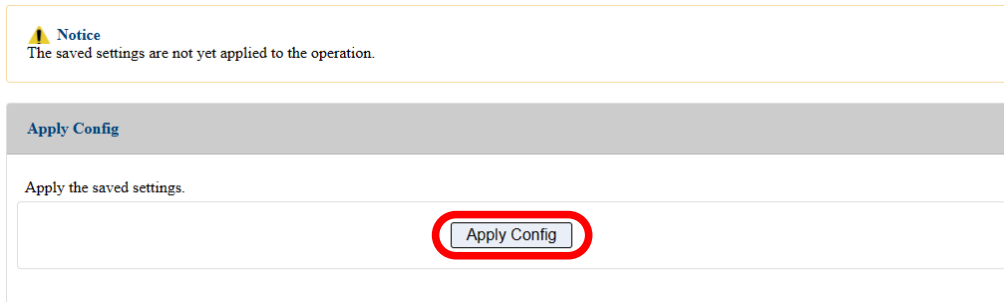 Notice
The saved settings are not yet applied to the operation.
Apply Config
Apply the saved settings.
Apply Config